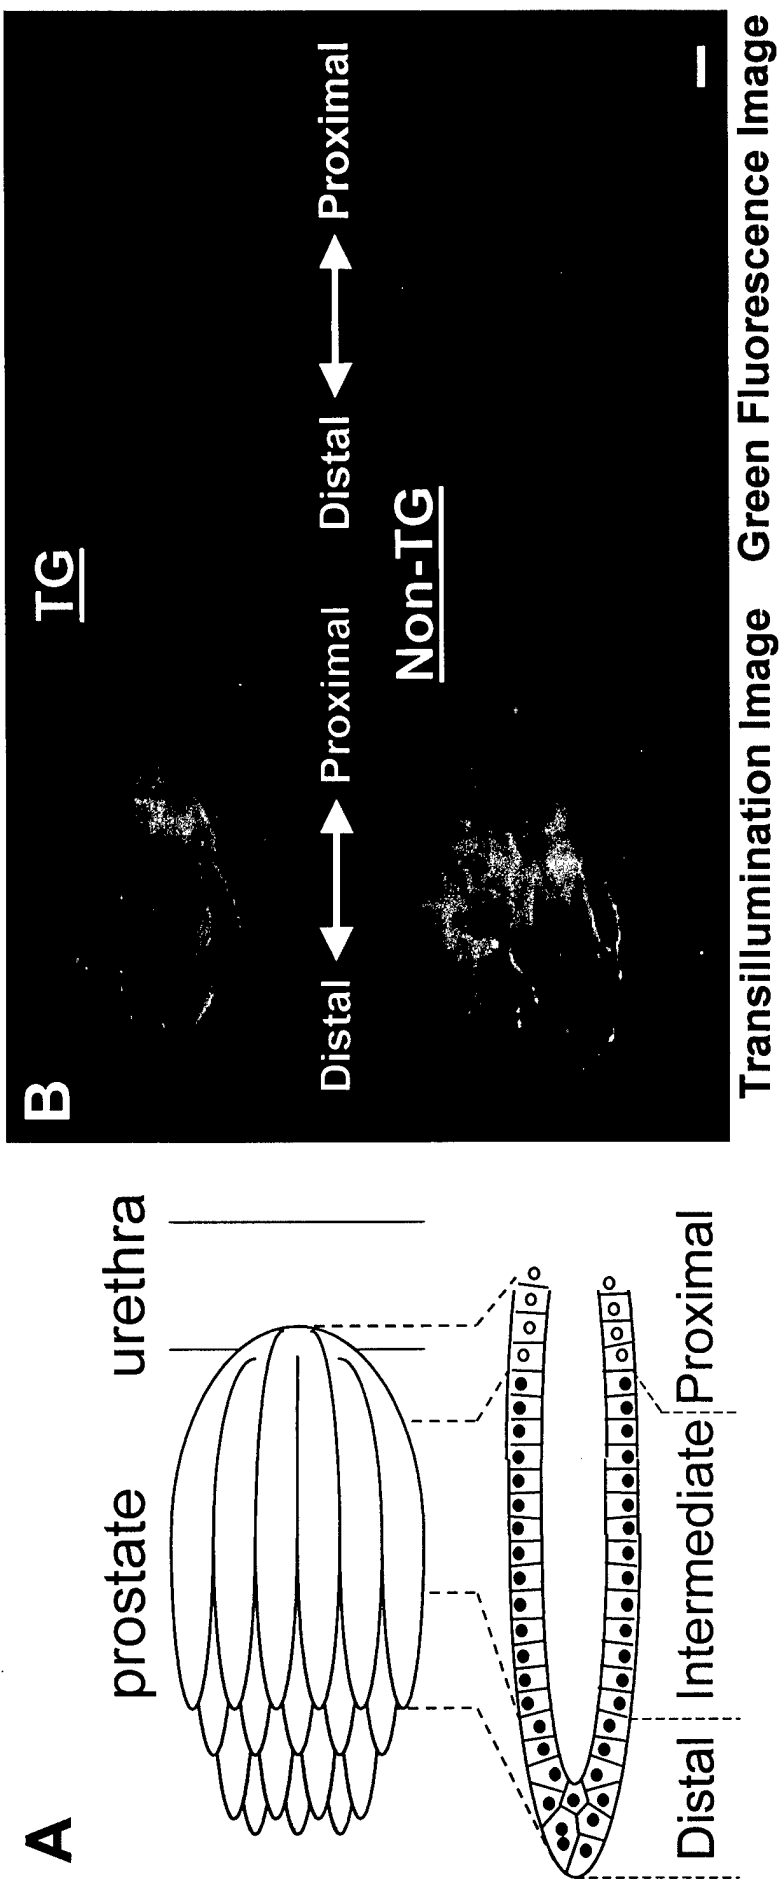 A
prostate
urethra
Distal
Intermediate
Proximal
B
TG
Distal
Proximal
Distal
Proximal
Non-TG
Transillumination Image
Green Fluorescence Image